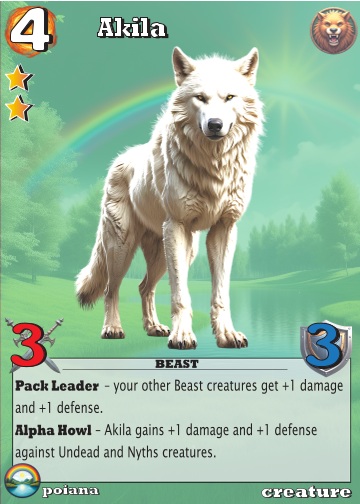 4 Akila
3 3
BEAST
Pack Leader - your other Beast creatures get +1 damage
and +1 defense.
Alpha Howl - Akila gains +1 damage and +1 defense
against Undead and Nyths creatures.
poiana creature